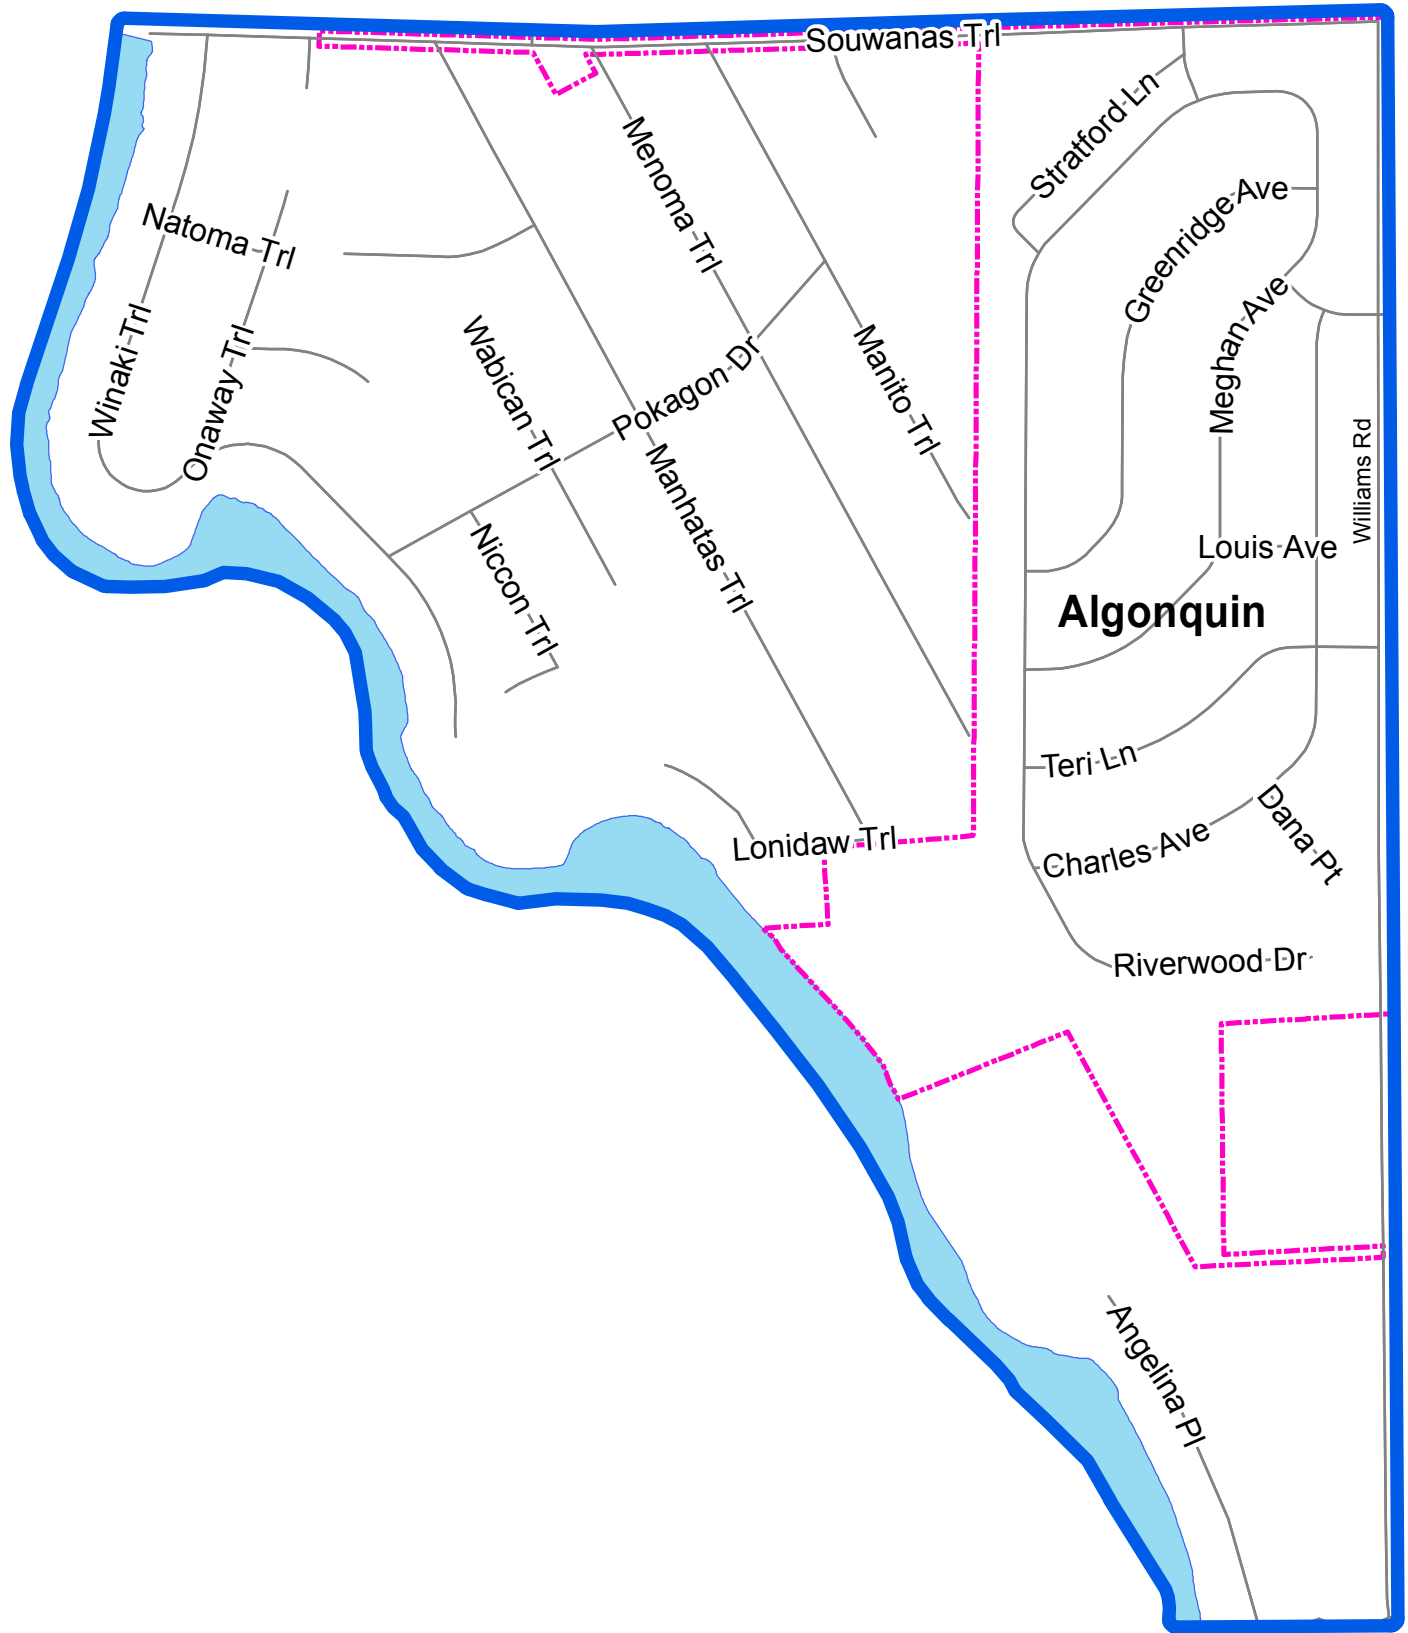 Souwanas Trl
Stratford Ln
Menoma Trl
Natoma Trl
Greenridge Ave
Meghan Ave
Winaki Trl
Onaway Trl
Wabican Trl
Pokagon Dr
Manito Trl
Williams Rd
Manhatas Trl
Niccon Trl
Louis Ave
Algonquin
Teri Ln
Dana Pt
Charles Ave
Lonidaw Trl
Riverwood Dr
Angelina Pl